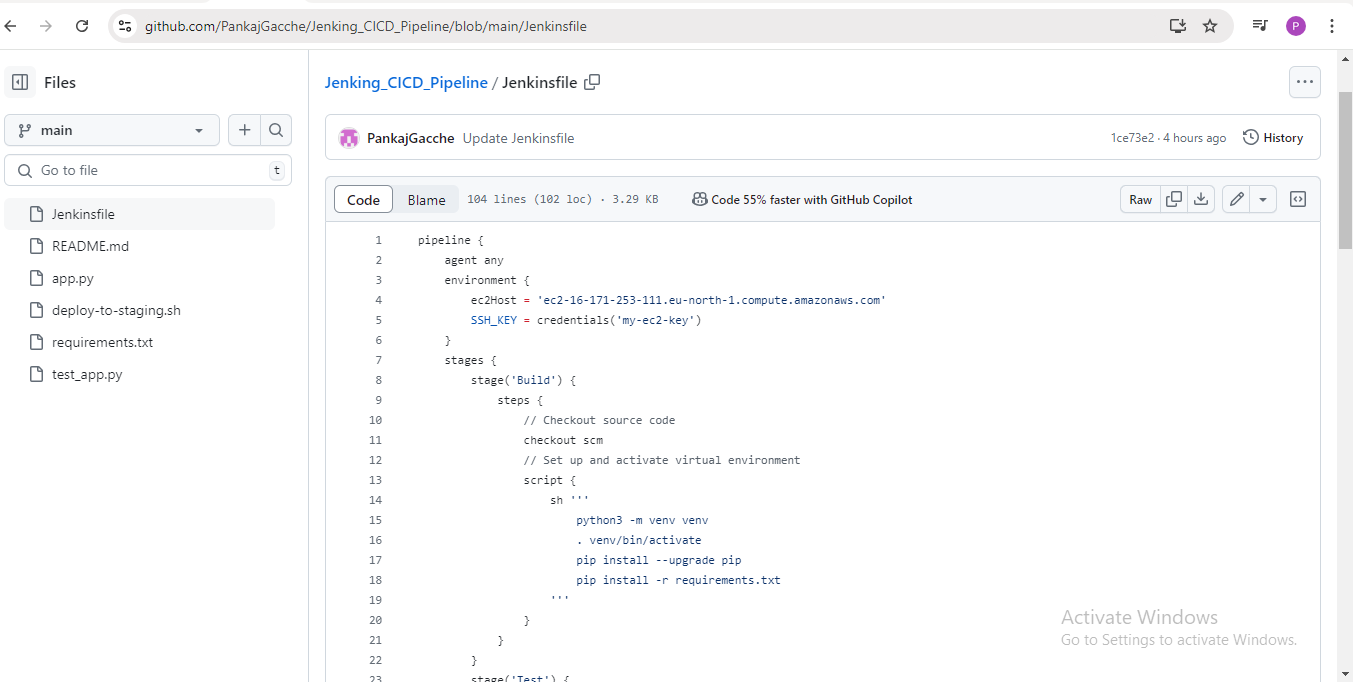 github.com/PankajGacche/Jenking_CICD_Pipeline/blob/main/Jenkinsfile
P
Files
main
Go to file
t
Jenkinsfile
README.md
app.py
deploy-to-staging.sh
requirements.txt
test_app.py
Jenking_CICD_Pipeline / Jenkinsfile
PankajGacche Update Jenkinsfile
1ce73e2 · 4 hours ago
History
Code Blame 104 lines (102 loc) · 3.29 KB
Code 55% faster with GitHub Copilot
Raw
1 pipeline {
2 agent any
3 environment {
4 ec2Host = 'ec2-16-171-253-111.eu-north-1.compute.amazonaws.com'
5 SSH_KEY = credentials('my-ec2-key')
6 }
7 stages {
8 stage('Build') {
9 steps {
10 // Checkout source code
11 checkout scm
12 // Set up and activate virtual environment
13 script {
14 sh '''
15 python3 -m venv venv
16 . venv/bin/activate
17 pip install --upgrade pip
18 pip install -r requirements.txt
19 '''
20 }
21 }
22 }
23 stage('Test') {
Activate Windows
Go to Settings to activate Windows.